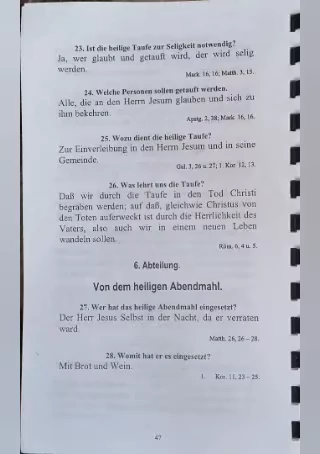 23. Ist die heilige Taufe zur Seligkeit notwendig?
Ja, wer glaubt und getauft wird, der wird selig
werden.
Mark. 16, 16; Matth. 3, 15.
24. Welche Personen sollen getauft werden.
Alle, die an den Herrn Jesum glauben und sich zu
ihm bekehren.
Apstg. 2, 38; Mark. 16, 16.
25. Wozu dient die heilige Taufe?
Zur Einverleibung in den Herrn Jesum und in seine
Gemeinde.
Gal. 3, 26 u. 27; 1. Kor. 12, 13.
26. Was lehrt uns die Taufe?
Daß wir durch die Taufe in den Tod Christi
begraben werden; auf daß, gleichwie Christus von
den Toten auferweckt ist durch die Herrlichkeit des
Vaters, also auch wir in einem neuen Leben
wandeln sollen.
Röm. 6, 4 u. 5.
6. Abteilung.
Von dem heiligen Abendmahl.
27. Wer hat das heilige Abendmahl eingesetzt?
Der Herr Jesus Selbst in der Nacht, da er verraten
ward.
Matth. 26, 26 – 28.
28. Womit hat er es eingesetzt?
Mit Brot und Wein.
1. Kor. 11, 23 – 28.
47